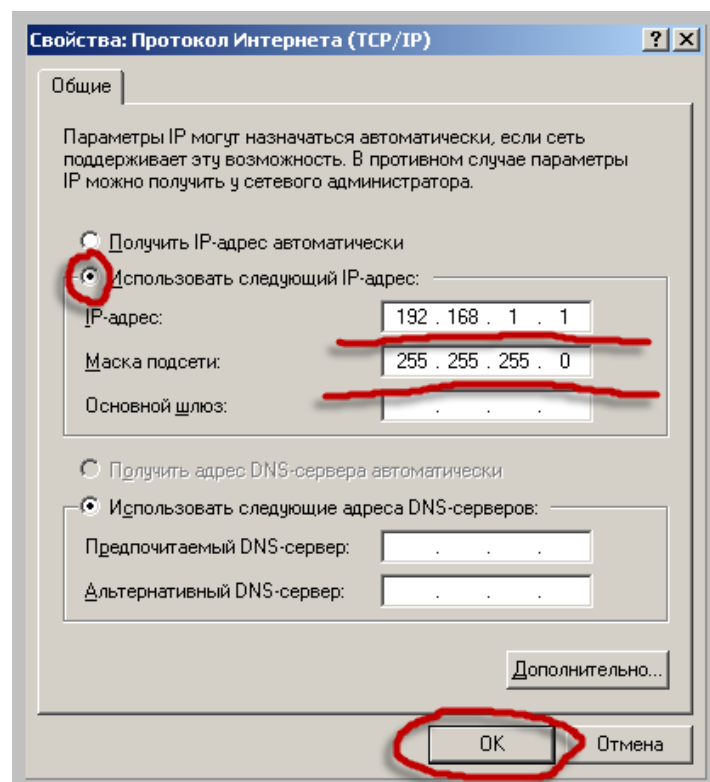 Свойства: Протокол Интернета (TCP/IP)
Общие
Параметры IP могут назначаться автоматически, если сеть
поддерживает эту возможность. В противном случае параметры
IP можно получить у сетевого администратора.
Получить IP-адрес автоматически
Использовать следующий IP-адрес:
IP-адрес: 192 . 168 . 1 . 1
Маска подсети: 255 . 255 . 255 . 0
Основной шлюз: . . .
Получить адрес DNS-сервера автоматически
Использовать следующие адреса DNS-серверов:
Предпочитаемый DNS-сервер: . . .
Альтернативный DNS-сервер: . . .
Дополнительно...
OK Отмена